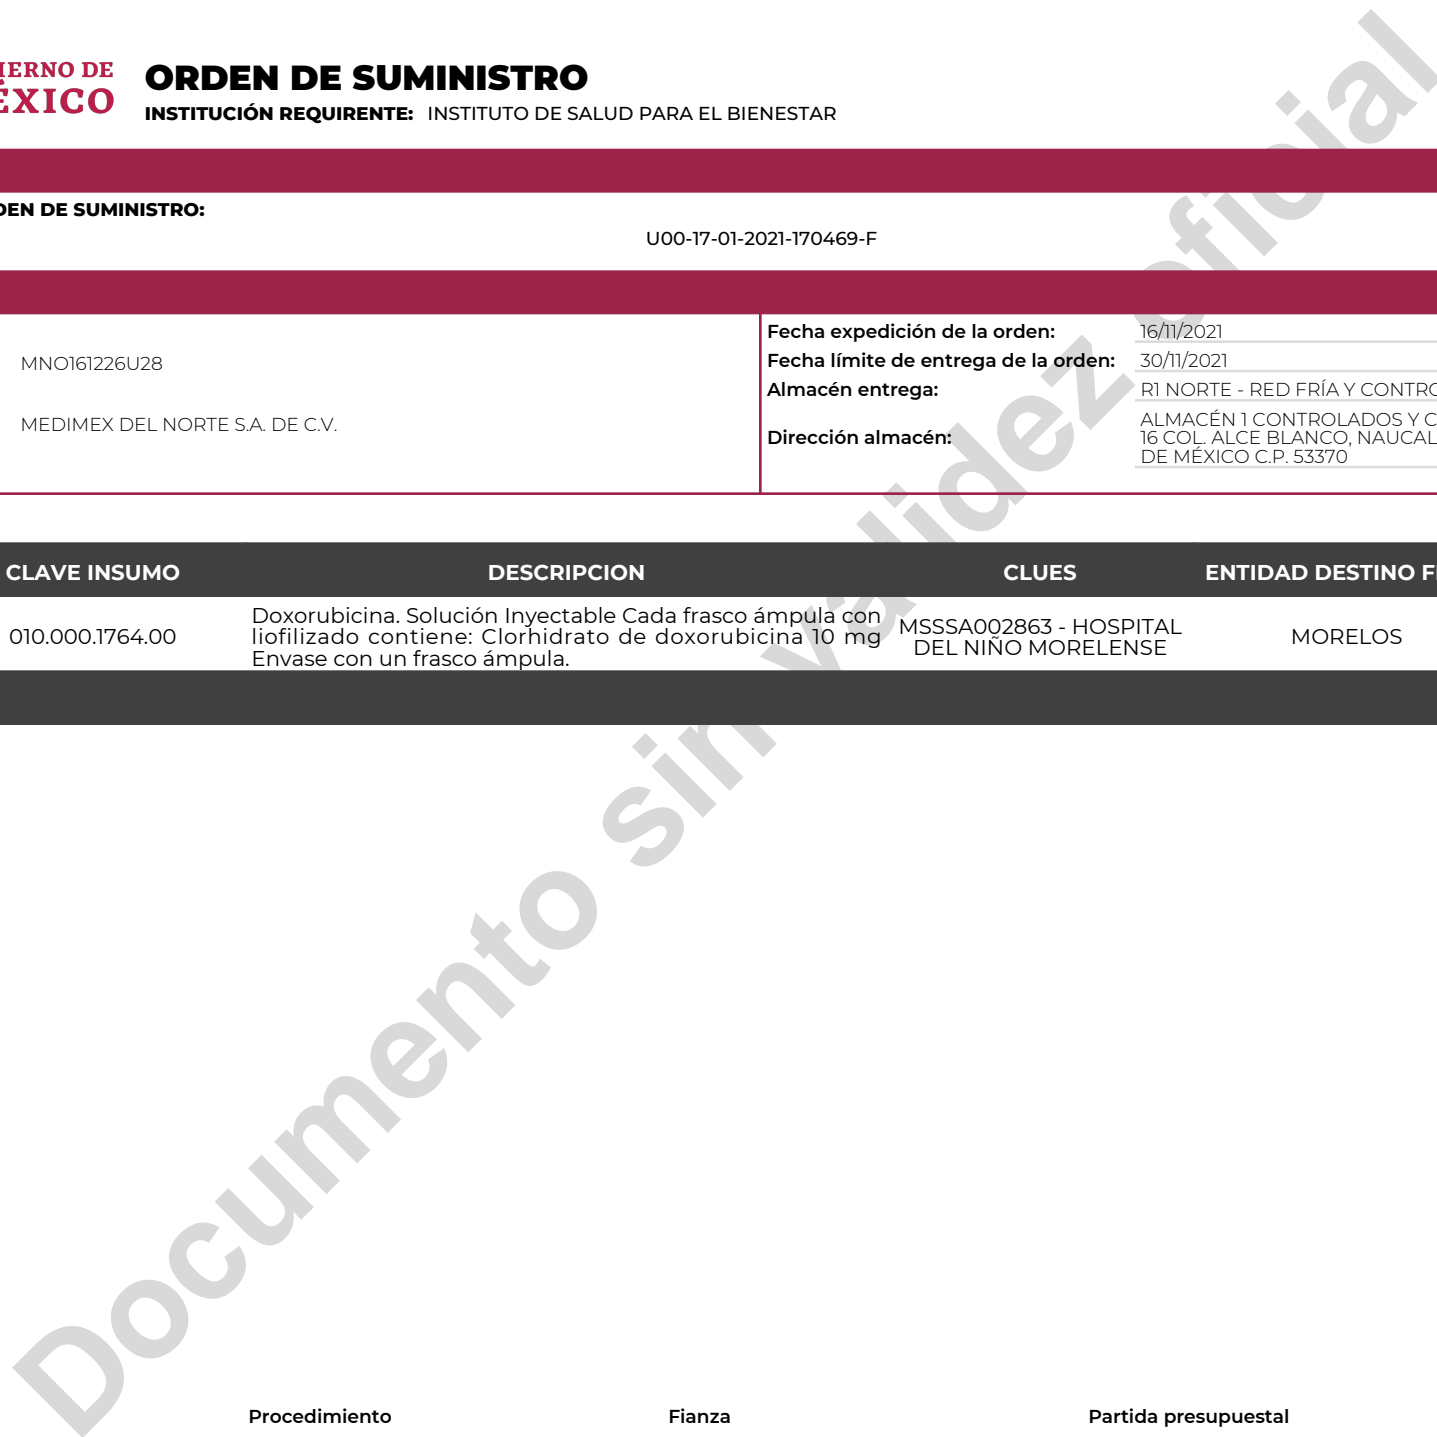 IERNO DE
ÉXICO
ORDEN DE SUMINISTRO
INSTITUCIÓN REQUIRENTE: INSTITUTO DE SALUD PARA EL BIENESTAR
DEN DE SUMINISTRO:
U00-17-01-2021-170469-F
MNO161226U28
MEDIMEX DEL NORTE S.A. DE C.V.
Fecha expedición de la orden: 16/11/2021
Fecha límite de entrega de la orden: 30/11/2021
Almacén entrega: R1 NORTE - RED FRÍA Y CONTRO
Dirección almacén:
ALMACÉN 1 CONTROLADOS Y C
16 COL. ALCE BLANCO, NAUCAL
DE MÉXICO C.P. 53370
CLAVE INSUMO DESCRIPCION CLUES ENTIDAD DESTINO F
010.000.1764.00
Doxorubicina. Solución Inyectable Cada frasco ámpula con
liofilizado contiene: Clorhidrato de doxorubicina 10 mg
Envase con un frasco ámpula.
MSSSA002863 - HOSPITAL
DEL NIÑO MORELENSE
MORELOS
Documento sin validez oficial
Procedimiento Fianza Partida presupuestal